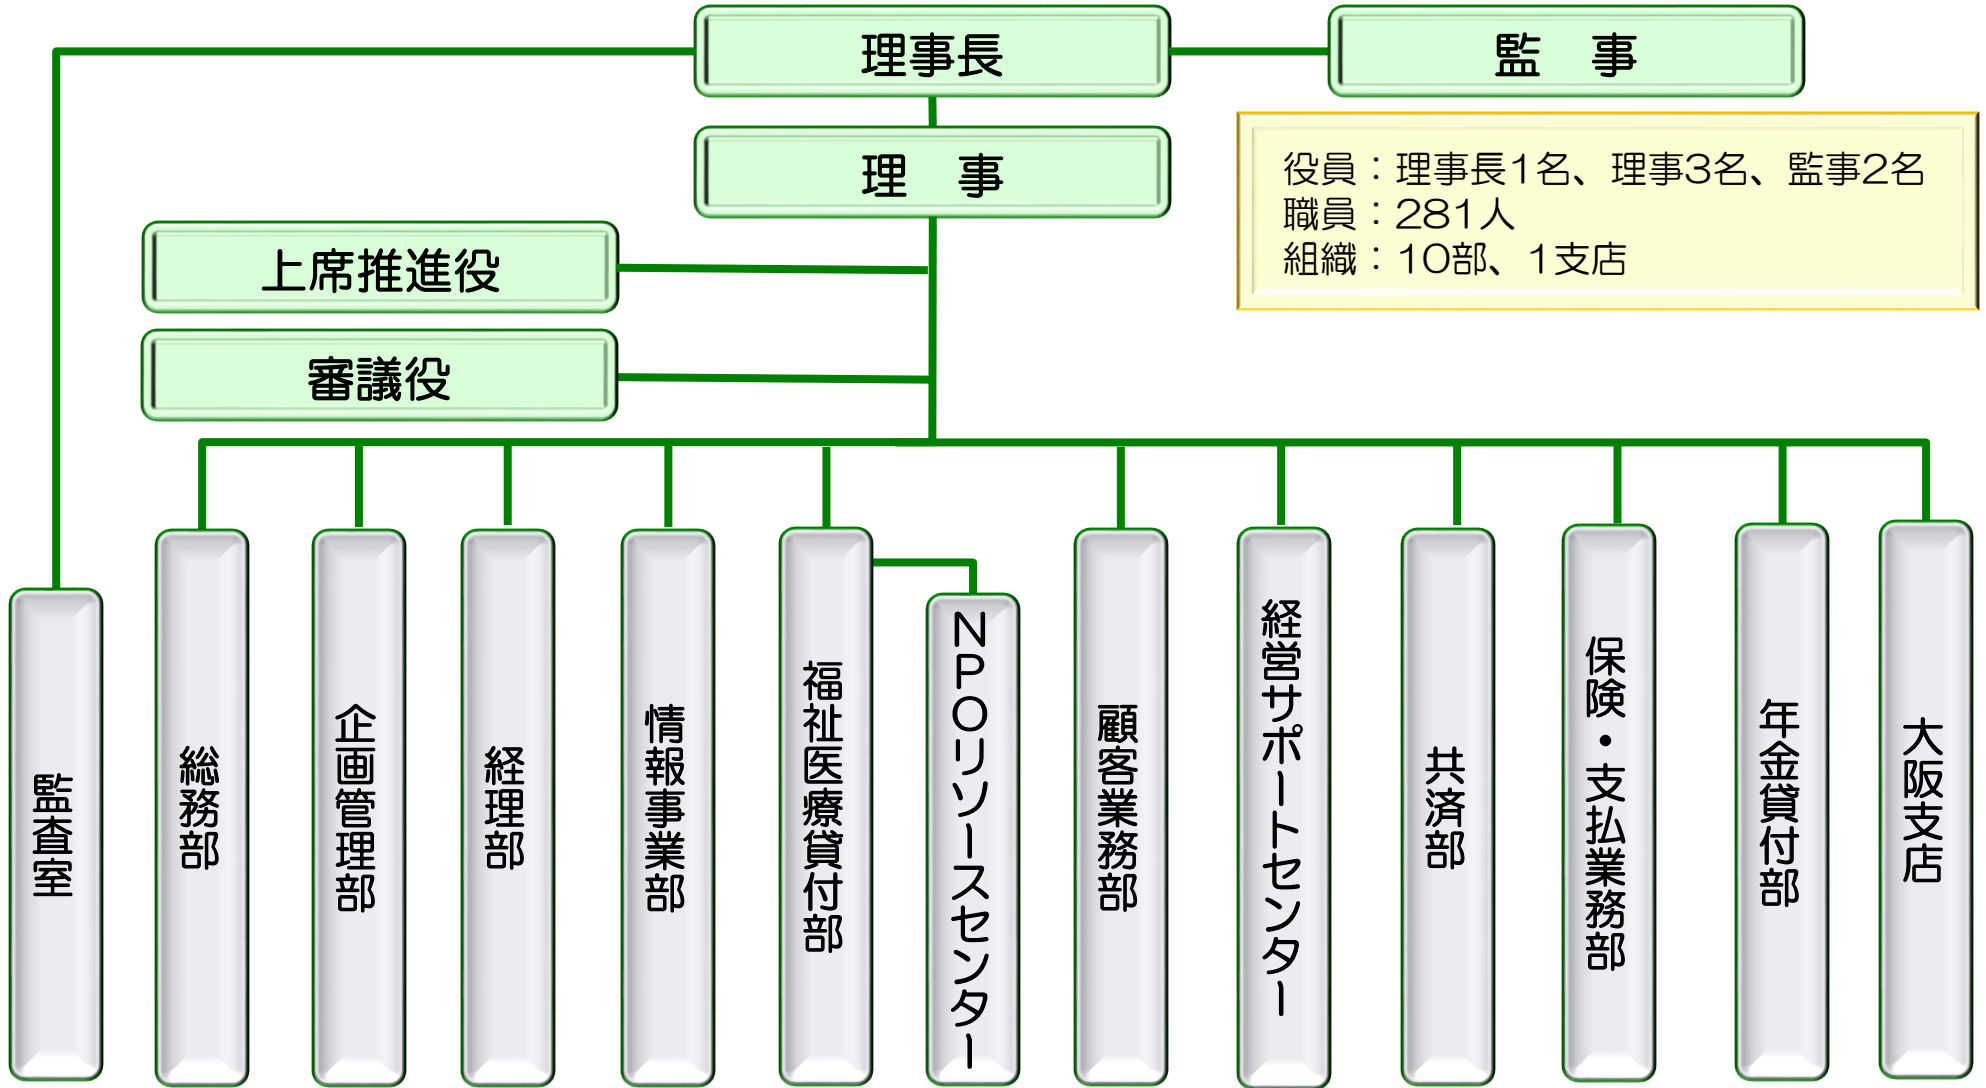 理事長
監　事
理　事
役員：理事長1名、理事3名、監事2名
職員：281人
組織：10部、1支店
上席推進役
審議役
監査室
総務部
企画管理部
経理部
情報事業部
福祉医療貸付部
NPOリソースセンター
顧客業務部
経営サポートセンター
共済部
保険・支払業務部
年金貸付部
大阪支店